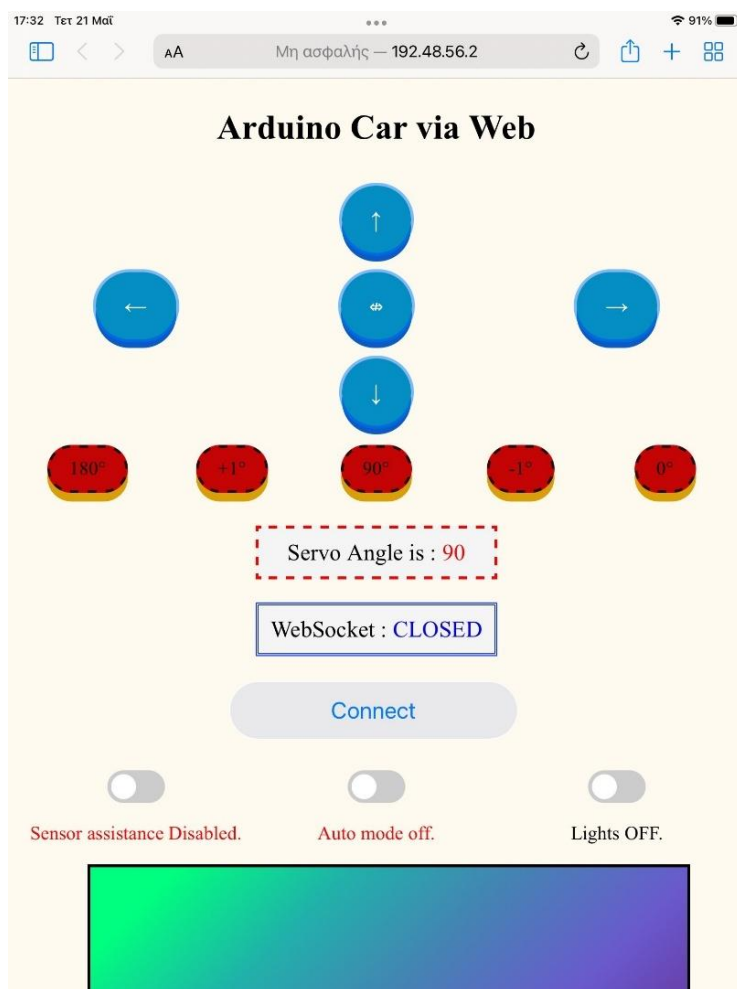 17:32 Τετ 21 Μαΐ 91%
AA Μη ασφαλής — 192.48.56.2
Arduino Car via Web
↑
← →
↓
180° +1° 90° -1° 0°
Servo Angle is : 90
WebSocket : CLOSED
Connect
Sensor assistance Disabled. Auto mode off. Lights OFF.